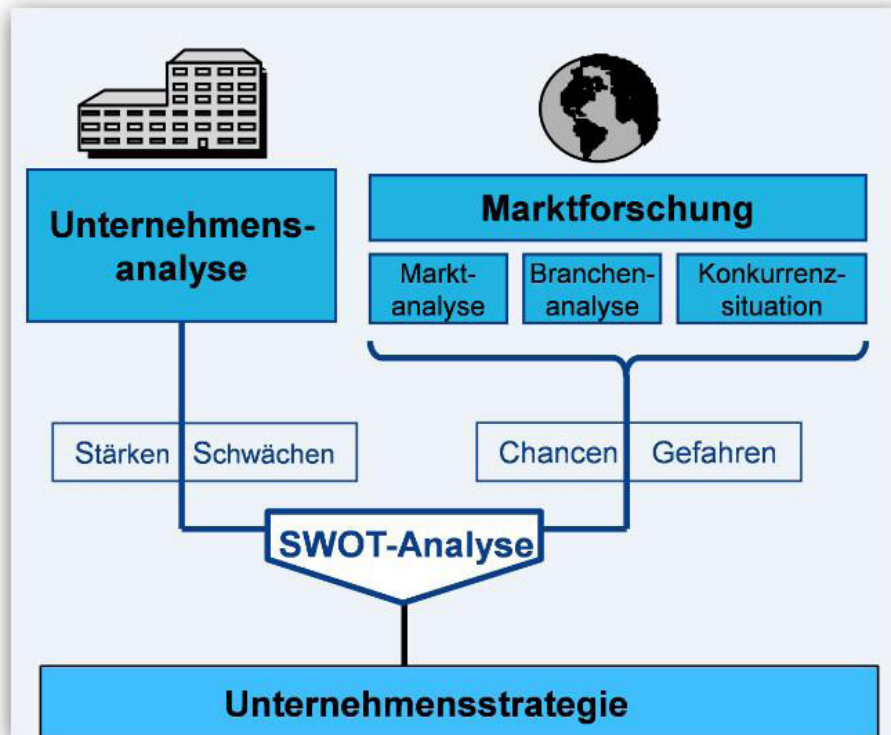 Unternehmens-
analyse
Marktforschung
Markt-
analyse
Branchen-
analyse
Konkurrenz-
situation
Stärken Schwächen
Chancen Gefahren
SWOT-Analyse
Unternehmensstrategie